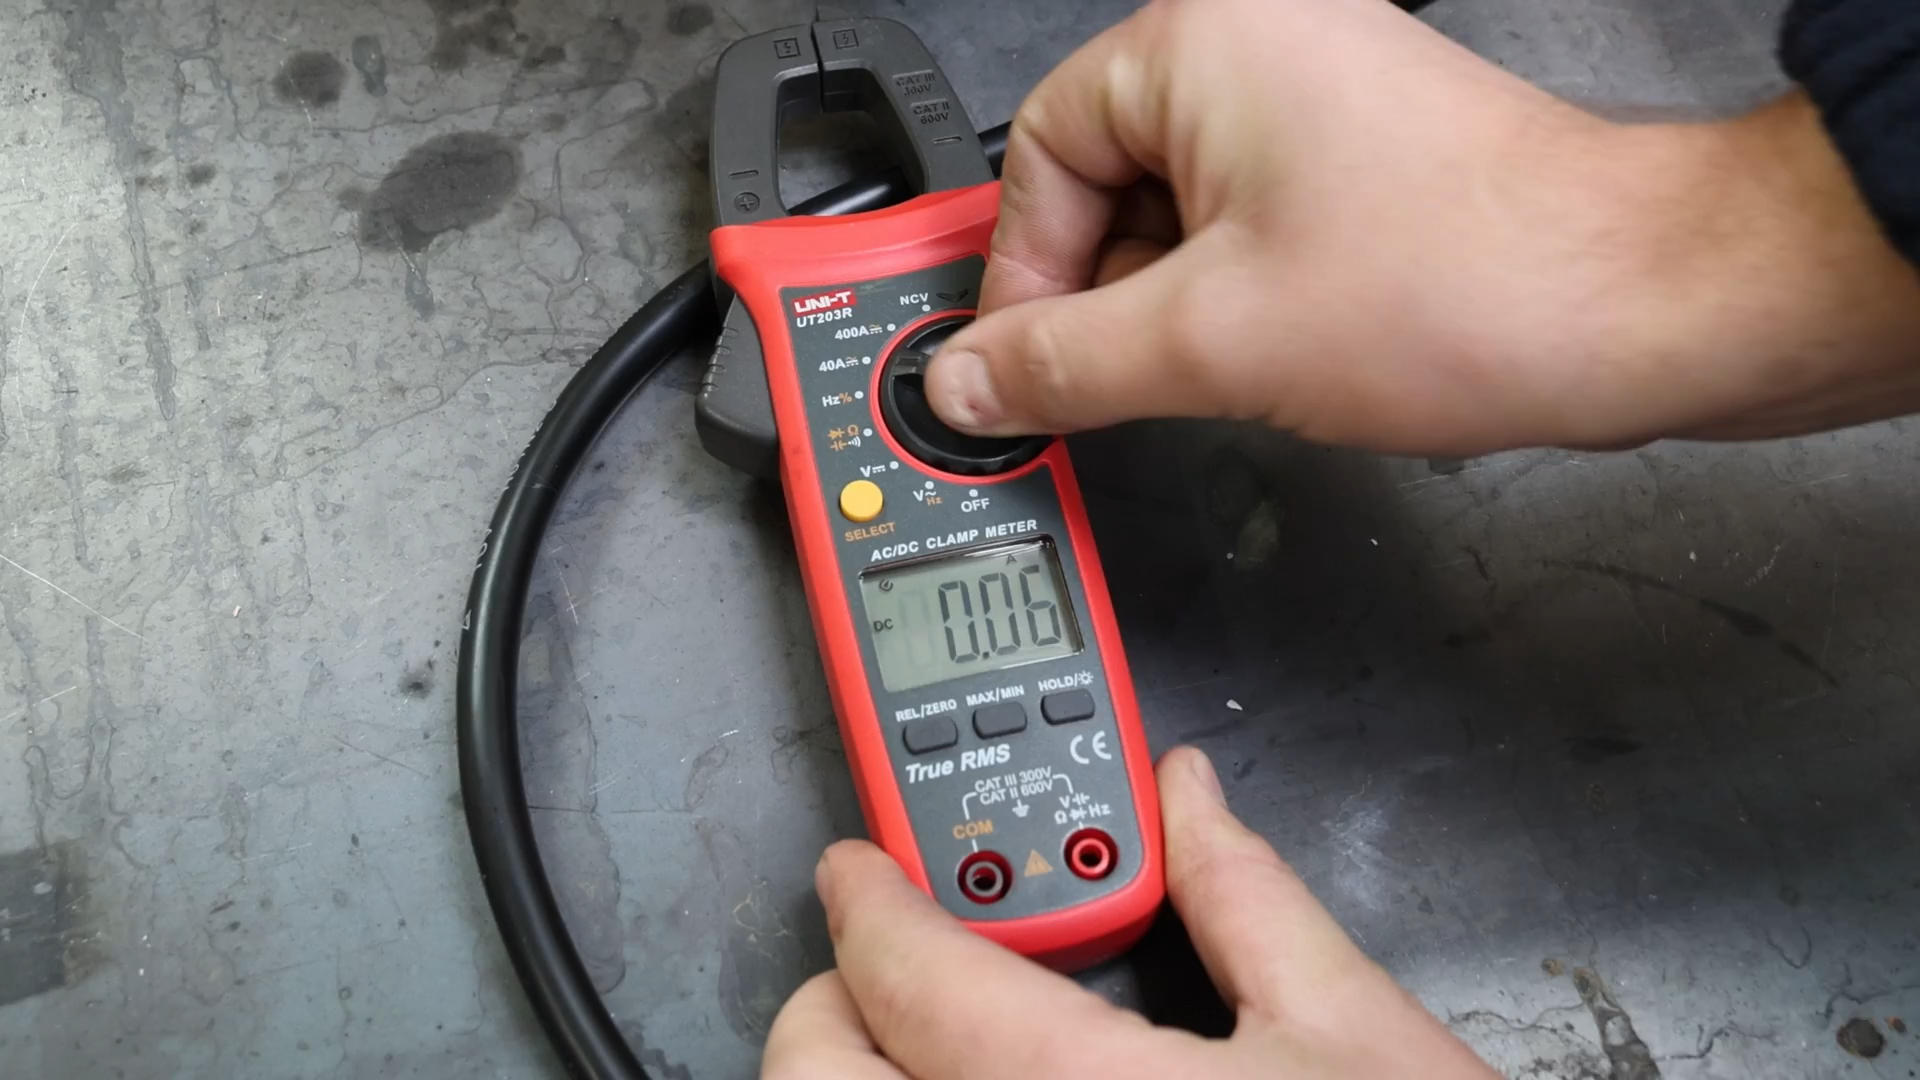 CAT III
300V
CAT II
600V
UNI-T
UT203R
NCV
400A
40A
Hz%
Ω
V
V~
Hz
OFF
SELECT
AC/DC CLAMP METER
A
DC 0.06
REL/ZERO MAX/MIN HOLD/
True RMS CE
CAT III 300V
CAT II 600V
V
Ω Hz
COM